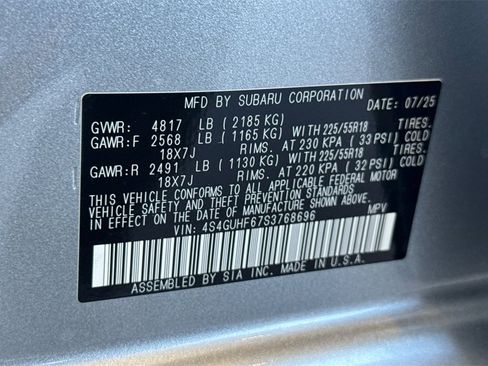 MFD BY SUBARU CORPORATION DATE: 07/25
GVWR: 4817 LB (2185 KG)
GAWR:F 2568 LB (1165 KG) WITH 225/55R18 TIRES.
18X7J RIMS. AT 230 KPA (33 PSI) COLD
GAWR:R 2491 LB (1130 KG) WITH 225/55R18 TIRES.
18X7J RIMS. AT 220 KPA (32 PSI) COLD
THIS VEHICLE CONFORMS TO ALL APPLICABLE FEDERAL MOTOR
VEHICLE SAFETY AND THEFT PREVENTION STANDARDS
IN EFFECT ON THE DATE OF MANUFACTURE SHOWN ABOVE.
VIN: 4S4GUHF67S3768696 MPV
ASSEMBLED BY SIA INC. MADE IN U.S.A.